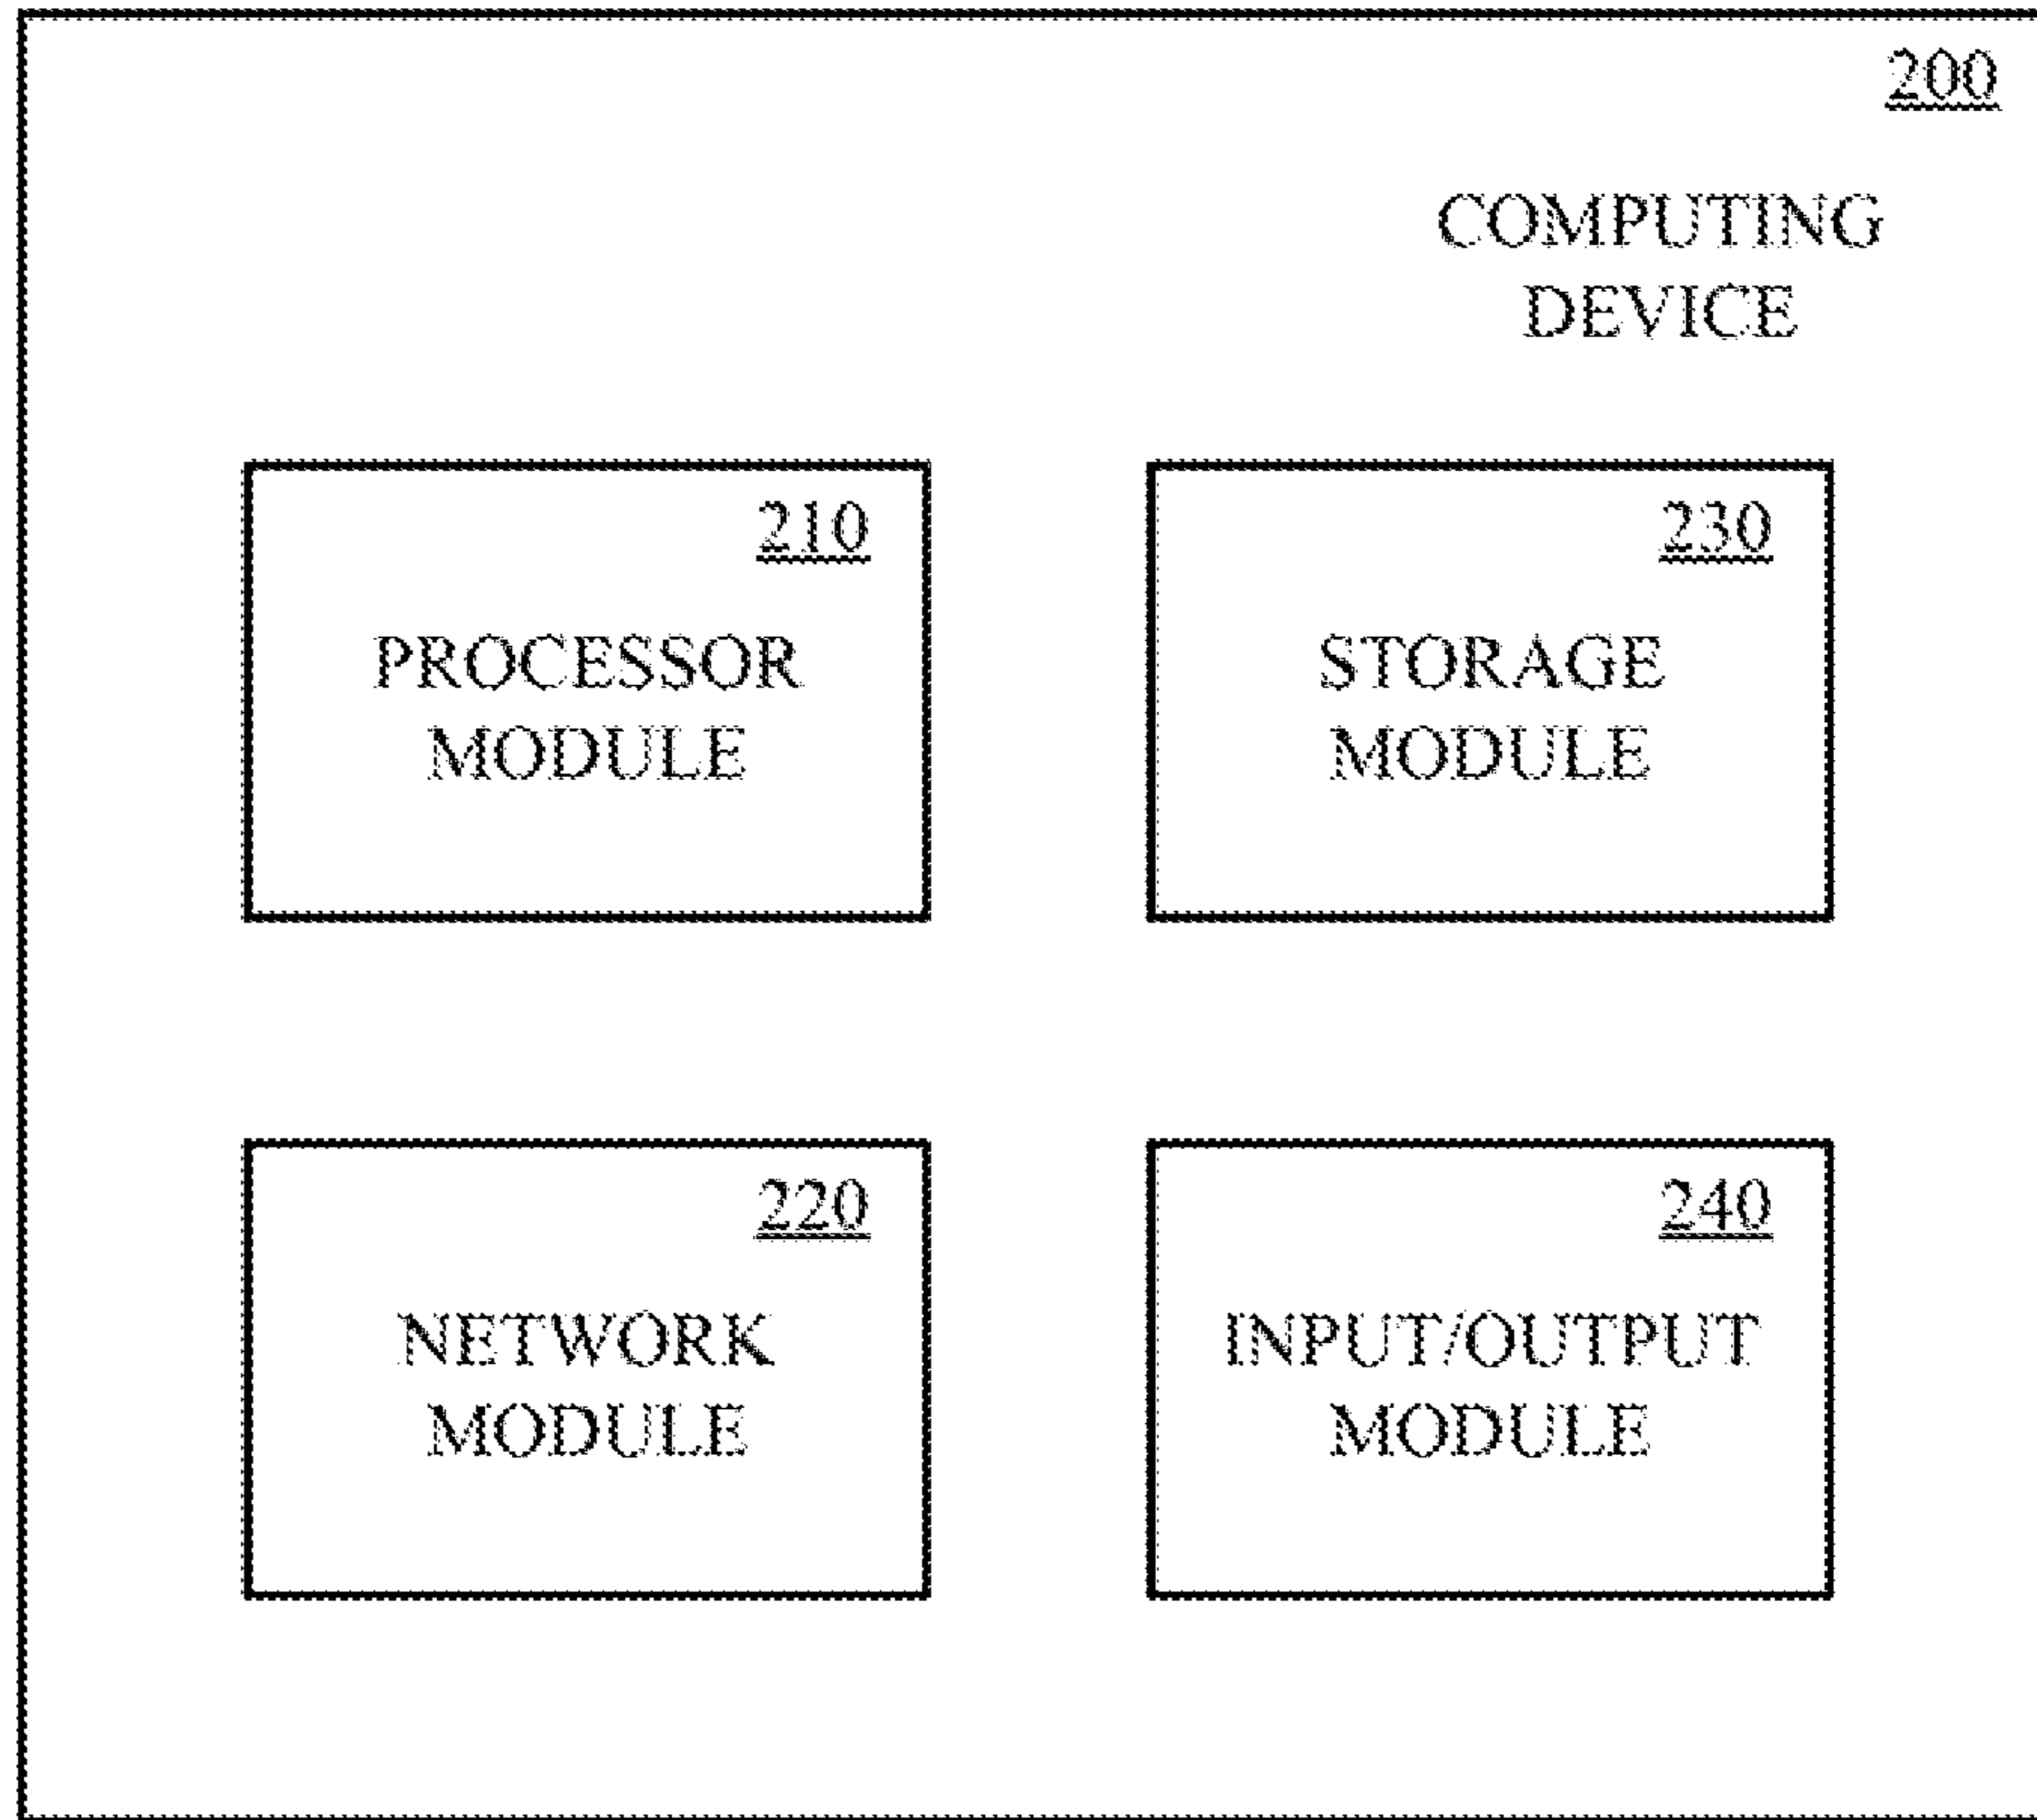 200
COMPUTING
DEVICE
210
PROCESSOR
MODULE
230
STORAGE
MODULE
220
NETWORK
MODULE
240
INPUT/OUTPUT
MODULE